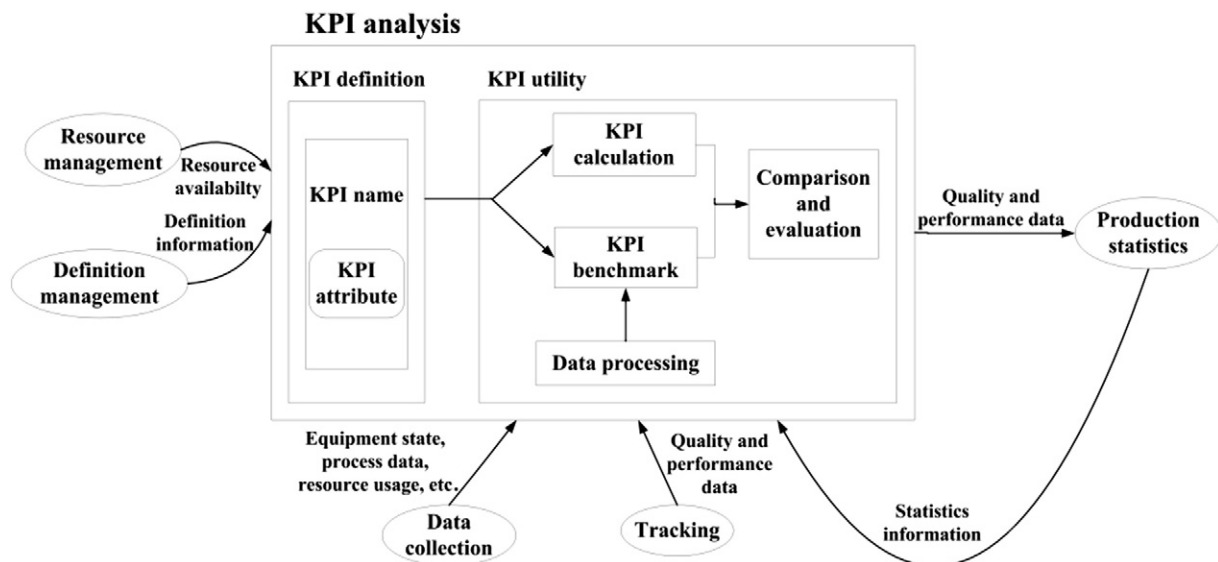 KPI analysis
KPI definition
KPI utility
Resource
management
Resource
availabilty
Definition
information
Definition
management
KPI name
KPI
attribute
KPI
calculation
KPI
benchmark
Data processing
Comparison
and
evaluation
Quality and
performance data
Production
statistics
Equipment state,
process data,
resource usage, etc.
Data
collection
Quality and
performance
data
Tracking
Statistics
information